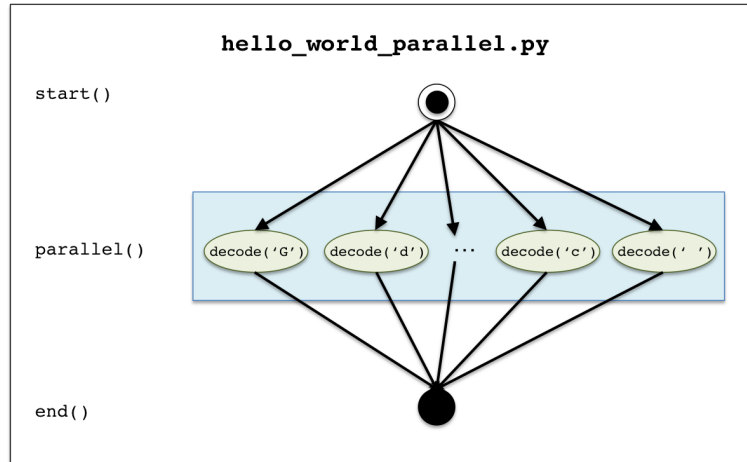 hello_world_parallel.py
start()
parallel()
decode(‘G’)
decode(‘d’)
...
decode(‘c’)
decode(‘ ’)
end()